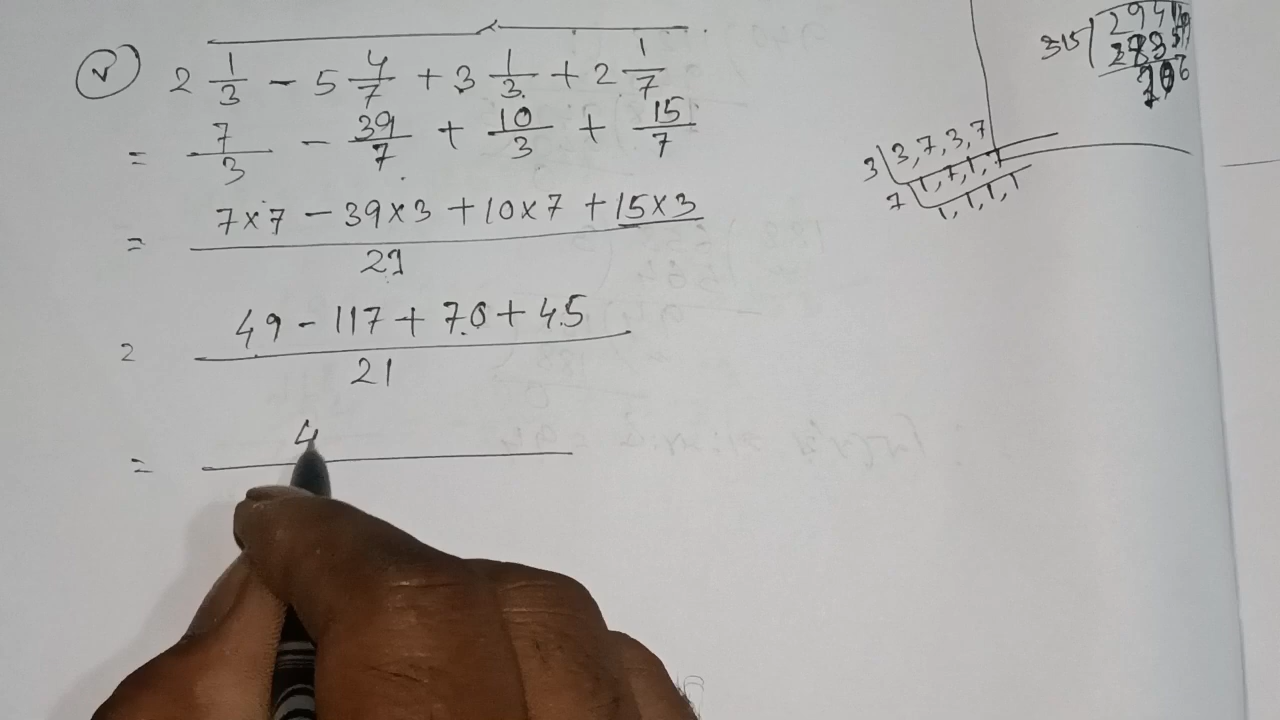 (v) 2 1/3 - 5 4/7 + 3 1/3 + 2 1/7
= 7/3 - 39/7 + 10/3 + 15/7
= 7×7 - 39×3 + 10×7 + 15×3 / 21
= 49 - 117 + 70 + 45 / 21
= 4
315
3 | 3, 7, 3, 7
7 | 1, 7, 1, 7
1, 1, 1, 1